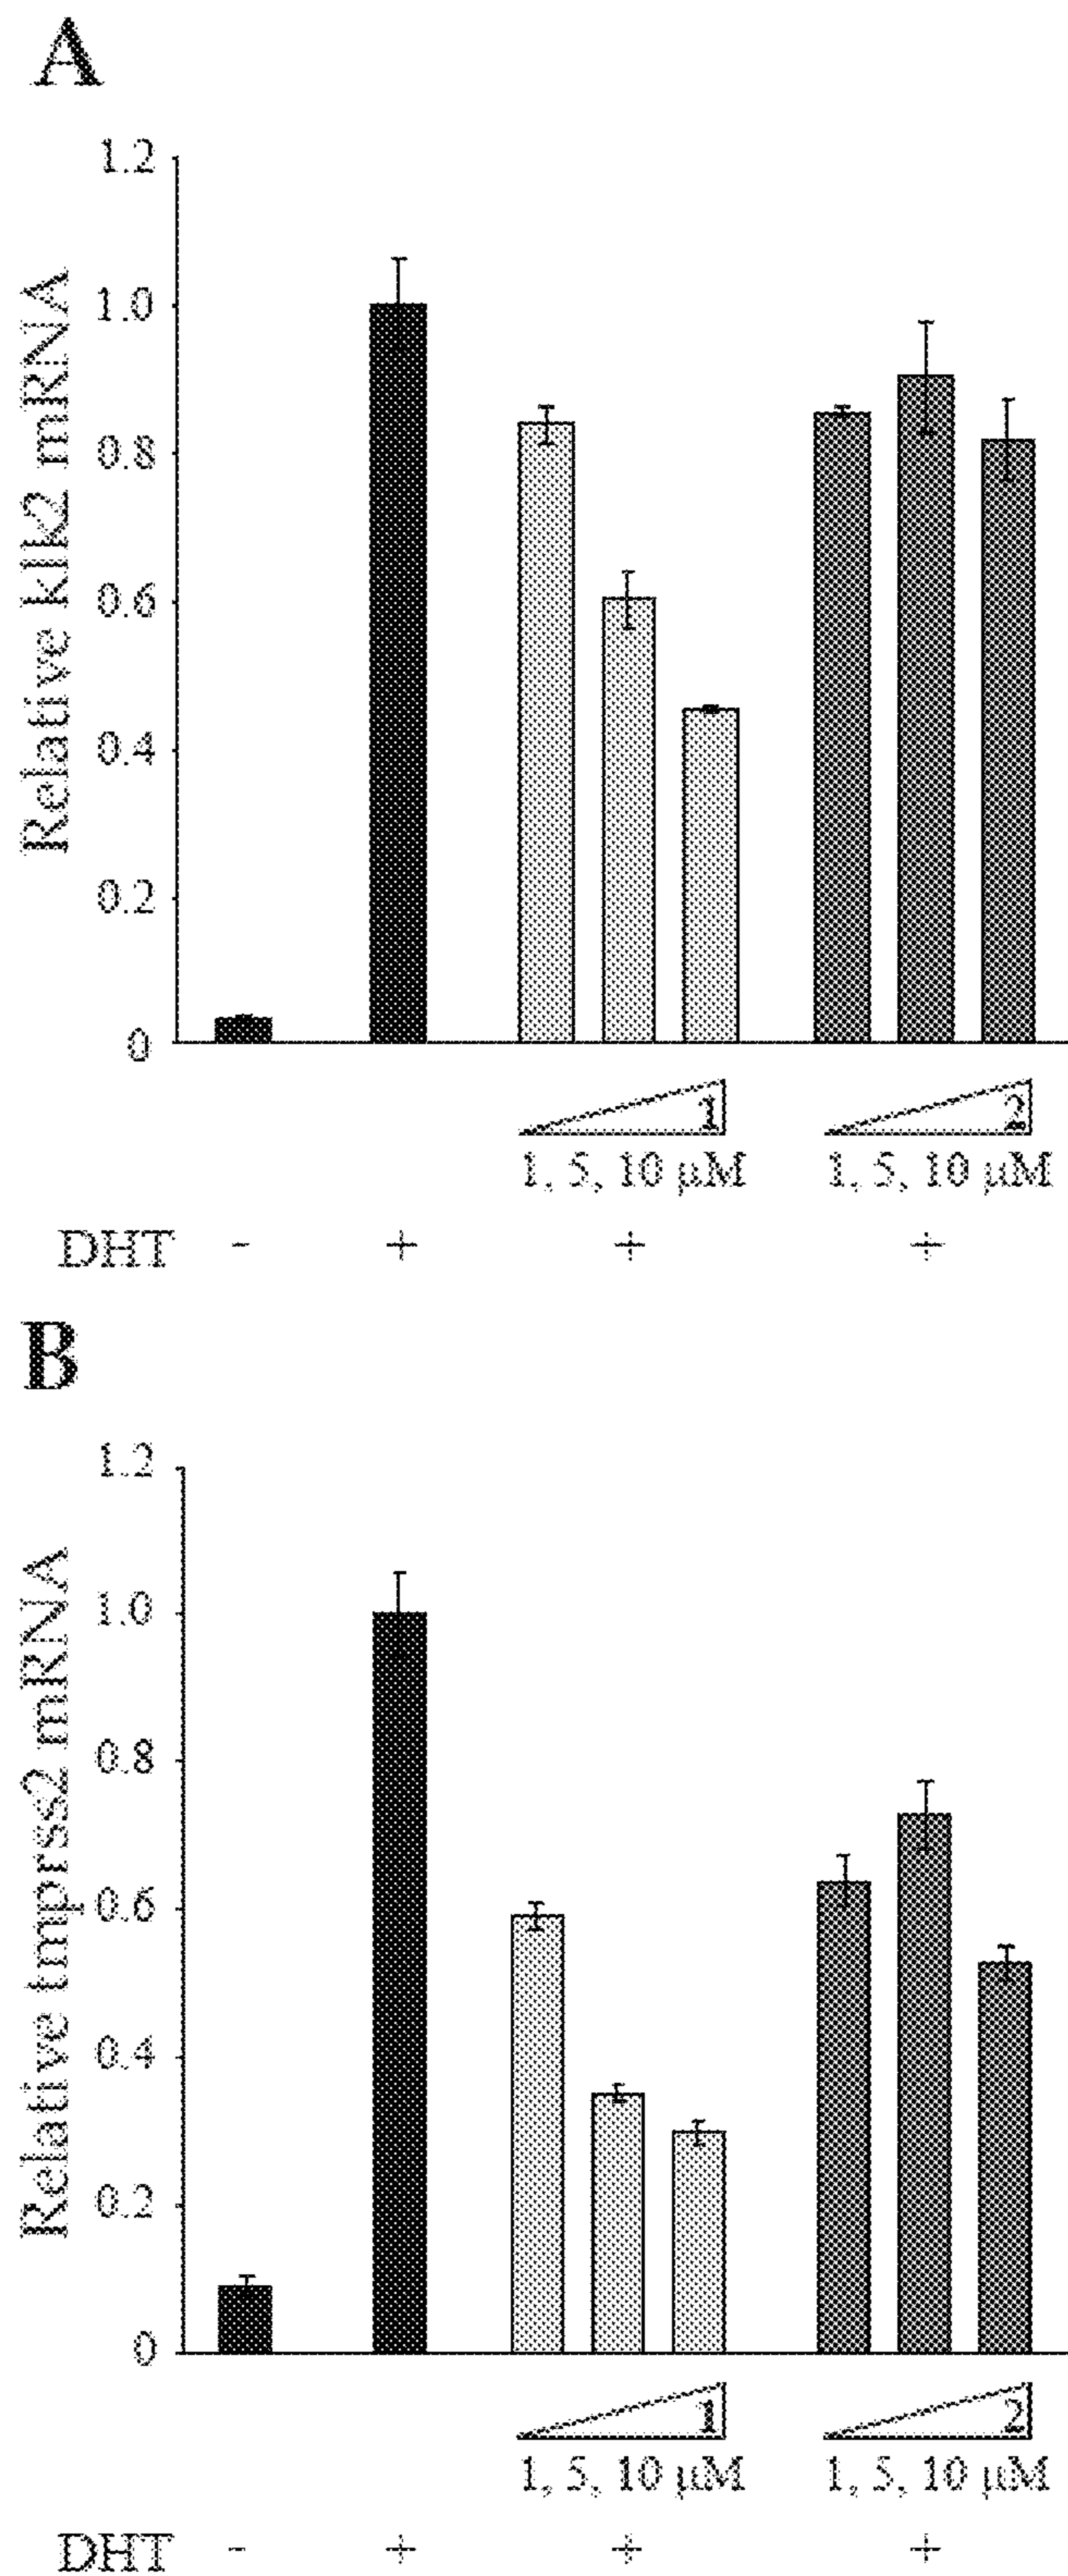 A
Relative klk2 mRNA
1.2
1.0
0.8
0.6
0.4
0.2
0
1 2
1, 5, 10 μM 1, 5, 10 μM
DHT - + + +
B
Relative tmprss2 mRNA
1.2
1.0
0.8
0.6
0.4
0.2
0
1 2
1, 5, 10 μM 1, 5, 10 μM
DHT - + + +